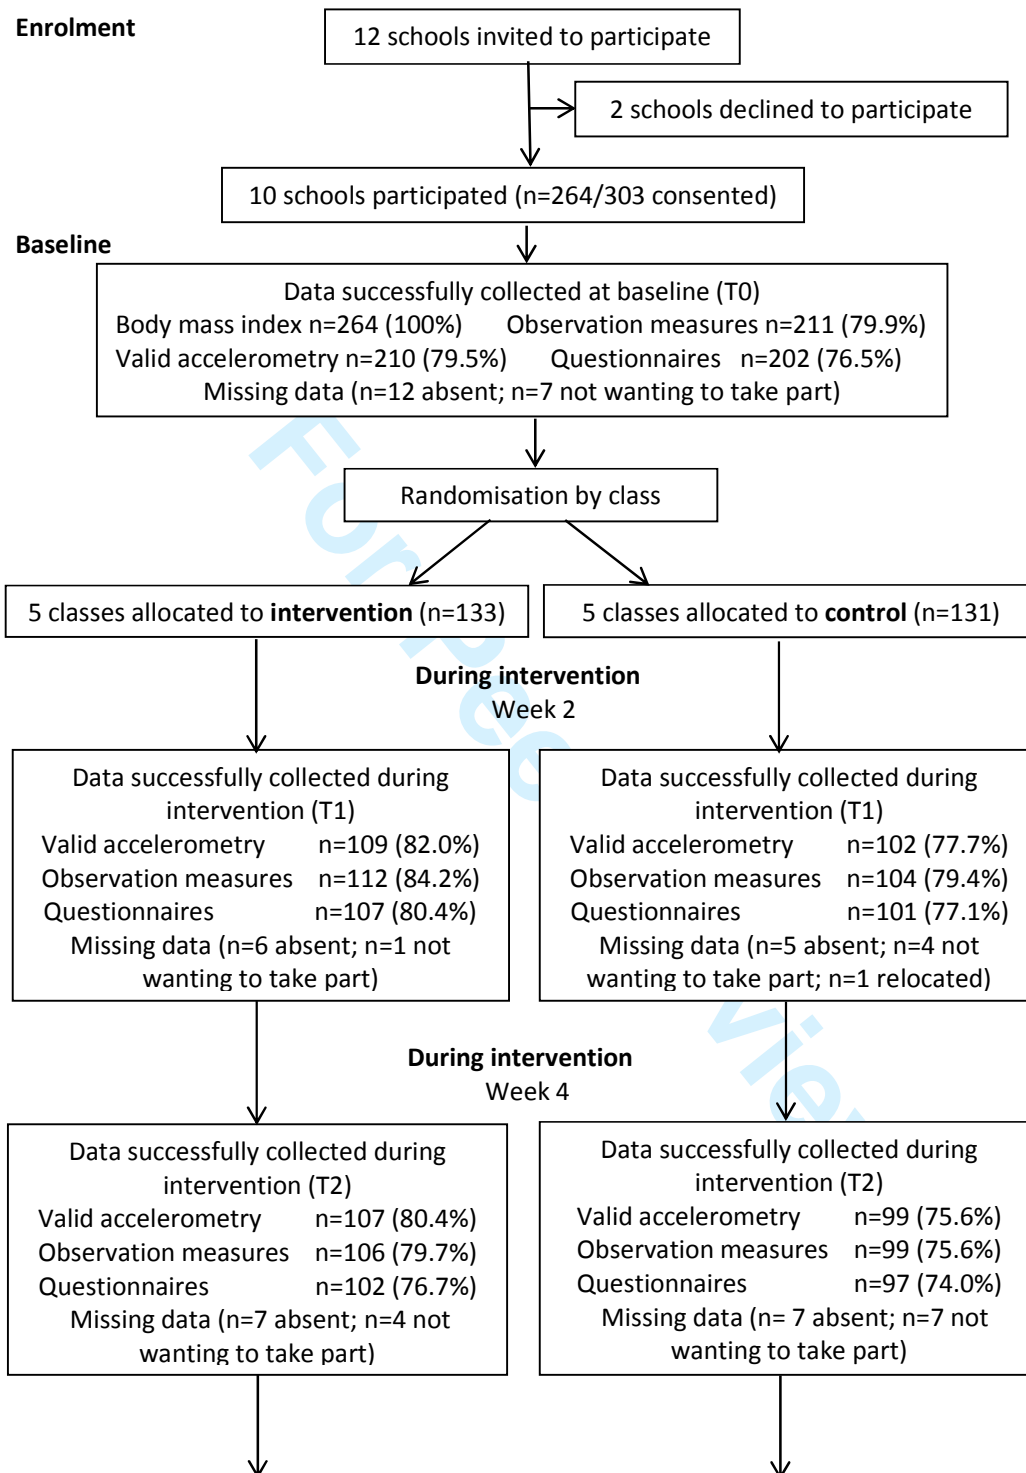 Enrolment
12 schools invited to participate
2 schools declined to participate
10 schools participated (n=264/303 consented)
Baseline
Data successfully collected at baseline (T0)
Body mass index n=264 (100%) Observation measures n=211 (79.9%)
Valid accelerometry n=210 (79.5%) Questionnaires n=202 (76.5%)
Missing data (n=12 absent; n=7 not wanting to take part)
Randomisation by class
5 classes allocated to intervention (n=133)
5 classes allocated to control (n=131)
During intervention
Week 2
Data successfully collected during
intervention (T1)
Valid accelerometry n=109 (82.0%)
Observation measures n=112 (84.2%)
Questionnaires n=107 (80.4%)
Missing data (n=6 absent; n=1 not
wanting to take part)
Data successfully collected during
intervention (T1)
Valid accelerometry n=102 (77.7%)
Observation measures n=104 (79.4%)
Questionnaires n=101 (77.1%)
Missing data (n=5 absent; n=4 not
wanting to take part; n=1 relocated)
During intervention
Week 4
Data successfully collected during
intervention (T2)
Valid accelerometry n=107 (80.4%)
Observation measures n=106 (79.7%)
Questionnaires n=102 (76.7%)
Missing data (n=7 absent; n=4 not
wanting to take part)
Data successfully collected during
intervention (T2)
Valid accelerometry n=99 (75.6%)
Observation measures n=99 (75.6%)
Questionnaires n=97 (74.0%)
Missing data (n= 7 absent; n=7 not
wanting to take part)
For Pee
view